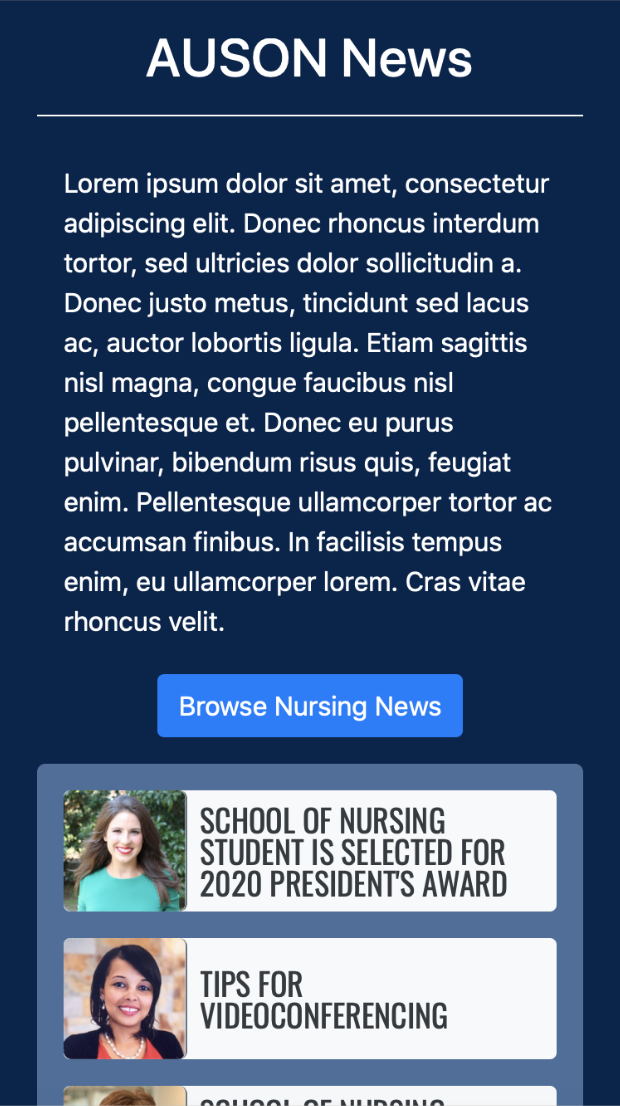 AUSON News
Lorem ipsum dolor sit amet, consectetur
adipiscing elit. Donec rhoncus interdum
tortor, sed ultricies dolor sollicitudin a.
Donec justo metus, tincidunt sed lacus
ac, auctor lobortis ligula. Etiam sagittis
nisl magna, congue faucibus nisl
pellentesque et. Donec eu purus
pulvinar, bibendum risus quis, feugiat
enim. Pellentesque ullamcorper tortor ac
accumsan finibus. In facilisis tempus
enim, eu ullamcorper lorem. Cras vitae
rhoncus velit.
Browse Nursing News
SCHOOL OF NURSING
STUDENT IS SELECTED FOR
2020 PRESIDENT'S AWARD
TIPS FOR
VIDEOCONFERENCING
SCHOOL OF NURSING